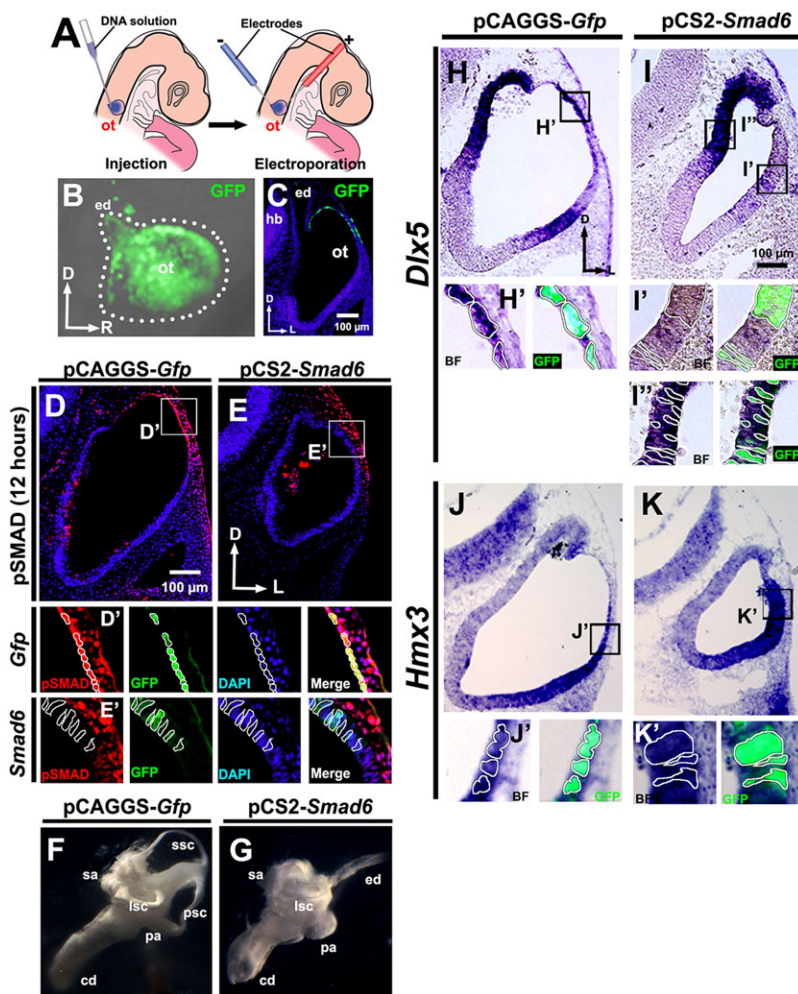 A
DNA solution
Electrodes
-
+
ot
ot
Injection
Electroporation
B
GFP
ed
ot
D
R
C
GFP
ed
hb
ot
D
L
100 µm
pCAGGS-Gfp
pCS2-Smad6
pSMAD (12 hours)
D
D'
100 µm
E
E'
D
L
Gfp
D'
pSMAD
GFP
DAPI
Merge
Smad6
E'
pSMAD
GFP
DAPI
Merge
pCAGGS-Gfp
pCS2-Smad6
F
ssc
sa
lsc
psc
pa
cd
G
sa
ed
lsc
pa
cd
pCAGGS-Gfp
pCS2-Smad6
Dlx5
H
H'
D
L
I
I''
I'
100 µm
H'
BF
GFP
I'
BF
GFP
I''
BF
GFP
Hmx3
J
J'
K
K'
J'
BF
GFP
K'
BF
GFP